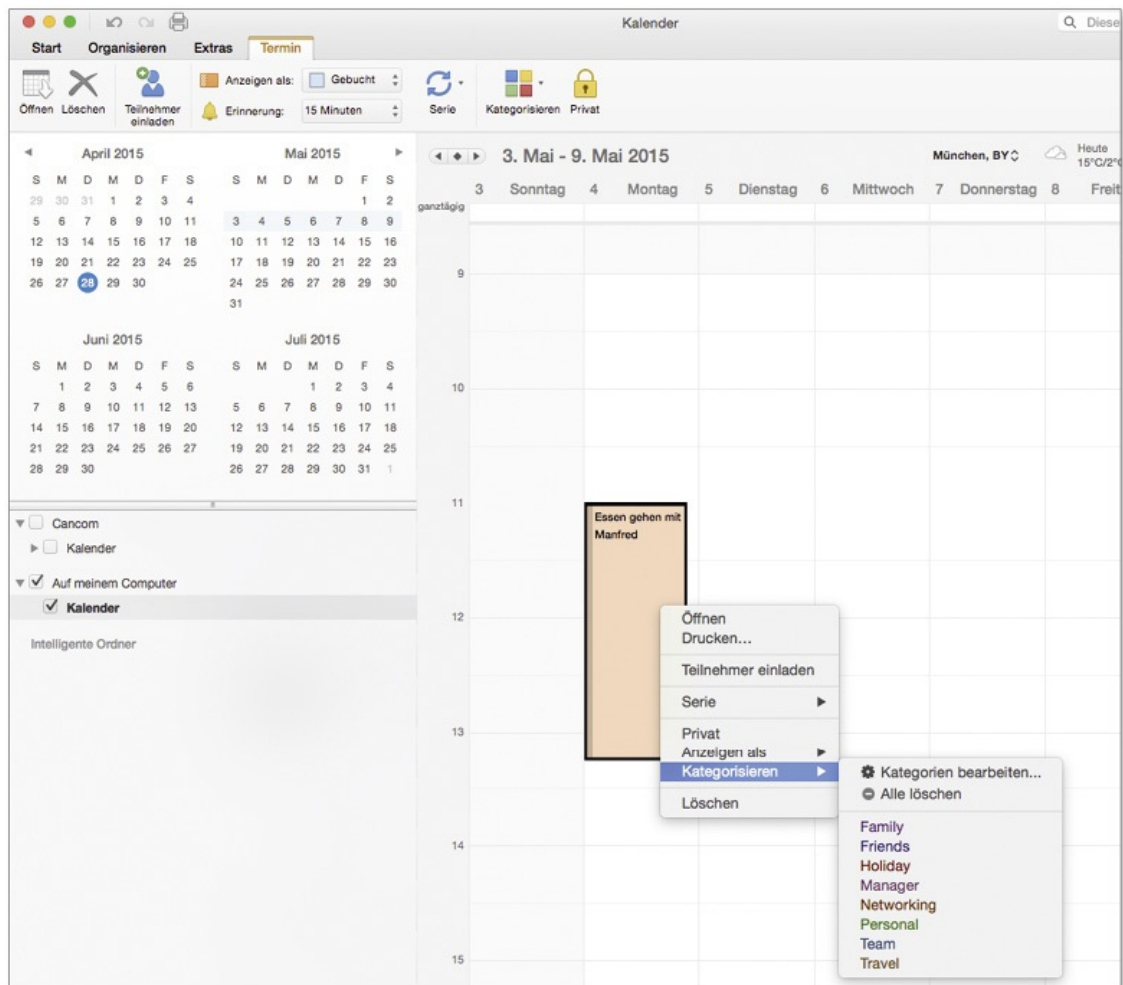 Kalender
Diese
Start Organisieren Extras Termin
Anzeigen als: Gebucht
Erinnerung: 15 Minuten
Öffnen Löschen Teilnehmer einladen Serie Kategorisieren Privat
April 2015 Mai 2015
S M D M D F S S M D M D F S
29 30 31 1 2 3 4 1 2
5 6 7 8 9 10 11 3 4 5 6 7 8 9
12 13 14 15 16 17 18 10 11 12 13 14 15 16
19 20 21 22 23 24 25 17 18 19 20 21 22 23
26 27 28 29 30 24 25 26 27 28 29 30
31
Juni 2015 Juli 2015
S M D M D F S S M D M D F S
1 2 3 4 5 6 1 2 3 4
7 8 9 10 11 12 13 5 6 7 8 9 10 11
14 15 16 17 18 19 20 12 13 14 15 16 17 18
21 22 23 24 25 26 27 19 20 21 22 23 24 25
28 29 30 26 27 28 29 30 31 1
Cancom
Kalender
Auf meinem Computer
Kalender
Intelligente Ordner
3. Mai - 9. Mai 2015
München, BY
Heute
15°C/2°C
3 Sonntag 4 Montag 5 Dienstag 6 Mittwoch 7 Donnerstag 8 Freit
ganztägig
9
10
11
Essen gehen mit
Manfred
12
13
14
15
Öffnen
Drucken...
Teilnehmer einladen
Serie
Privat
Anzeigen als
Kategorisieren
Löschen
Kategorien bearbeiten...
Alle löschen
Family
Friends
Holiday
Manager
Networking
Personal
Team
Travel